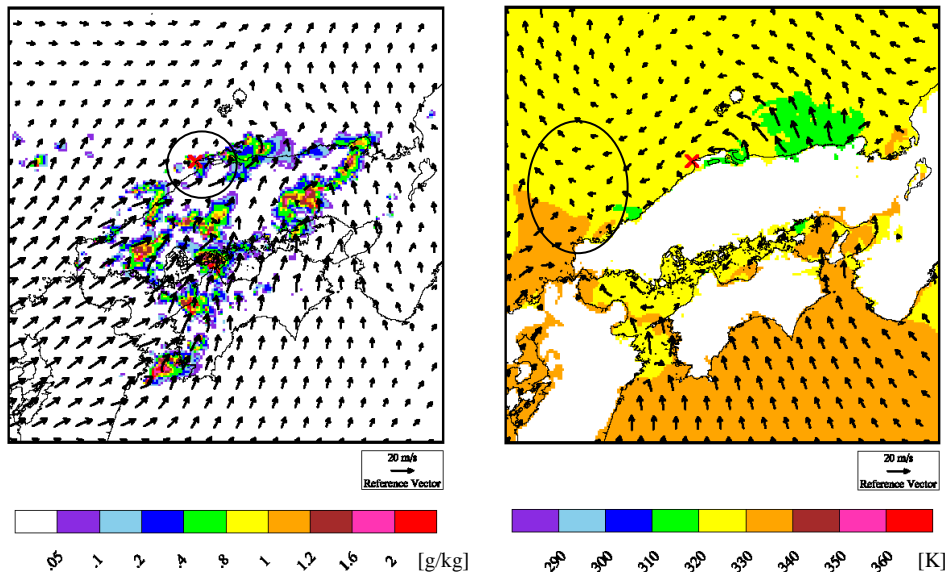 20 m/s
Reference Vector
20 m/s
Reference Vector
.05 .1 .2 .4 .8 1 1.2 1.6 2 [g/kg]
290 300 310 320 330 340 350 360 [K]